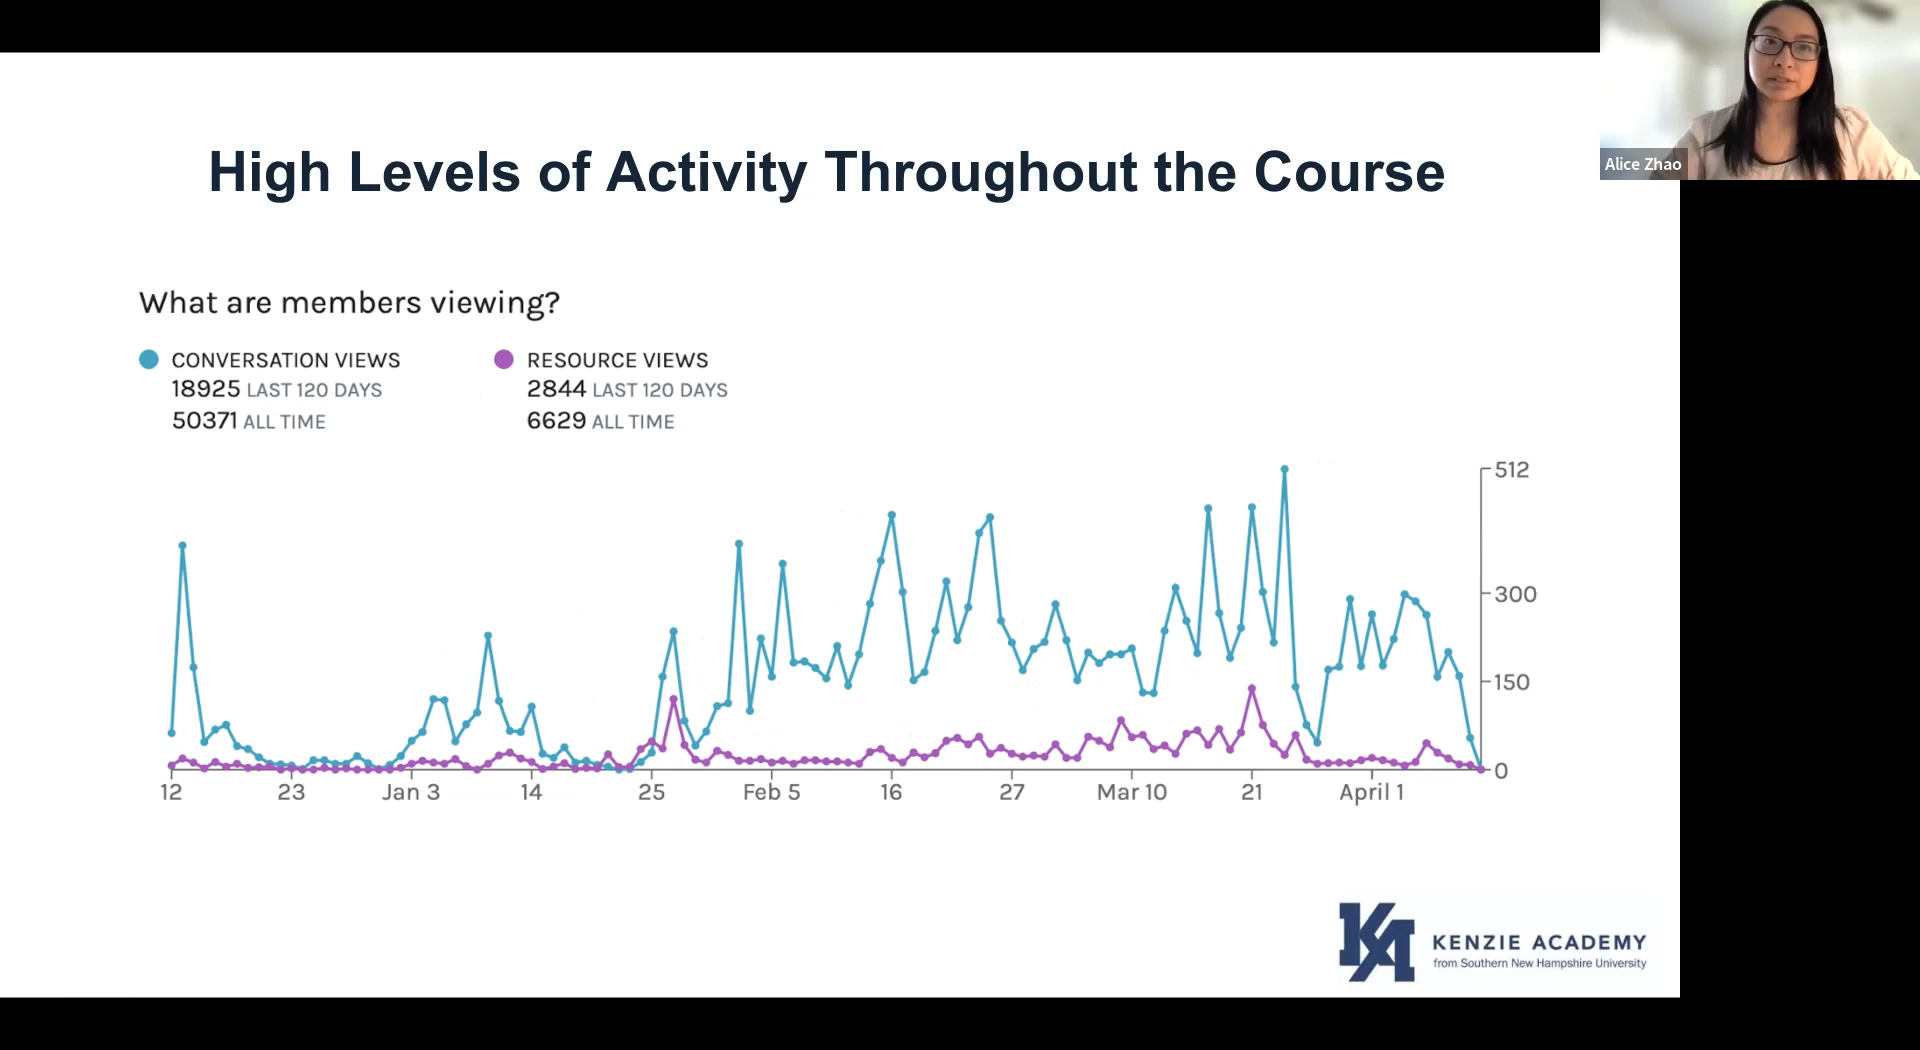 Alice Zhao
High Levels of Activity Throughout the Course
What are members viewing?
CONVERSATION VIEWS
18925 LAST 120 DAYS
50371 ALL TIME
RESOURCE VIEWS
2844 LAST 120 DAYS
6629 ALL TIME
512
300
150
0
12 23 Jan 3 14 25 Feb 5 16 27 Mar 10 21 April 1
KA
KENZIE ACADEMY
from Southern New Hampshire University